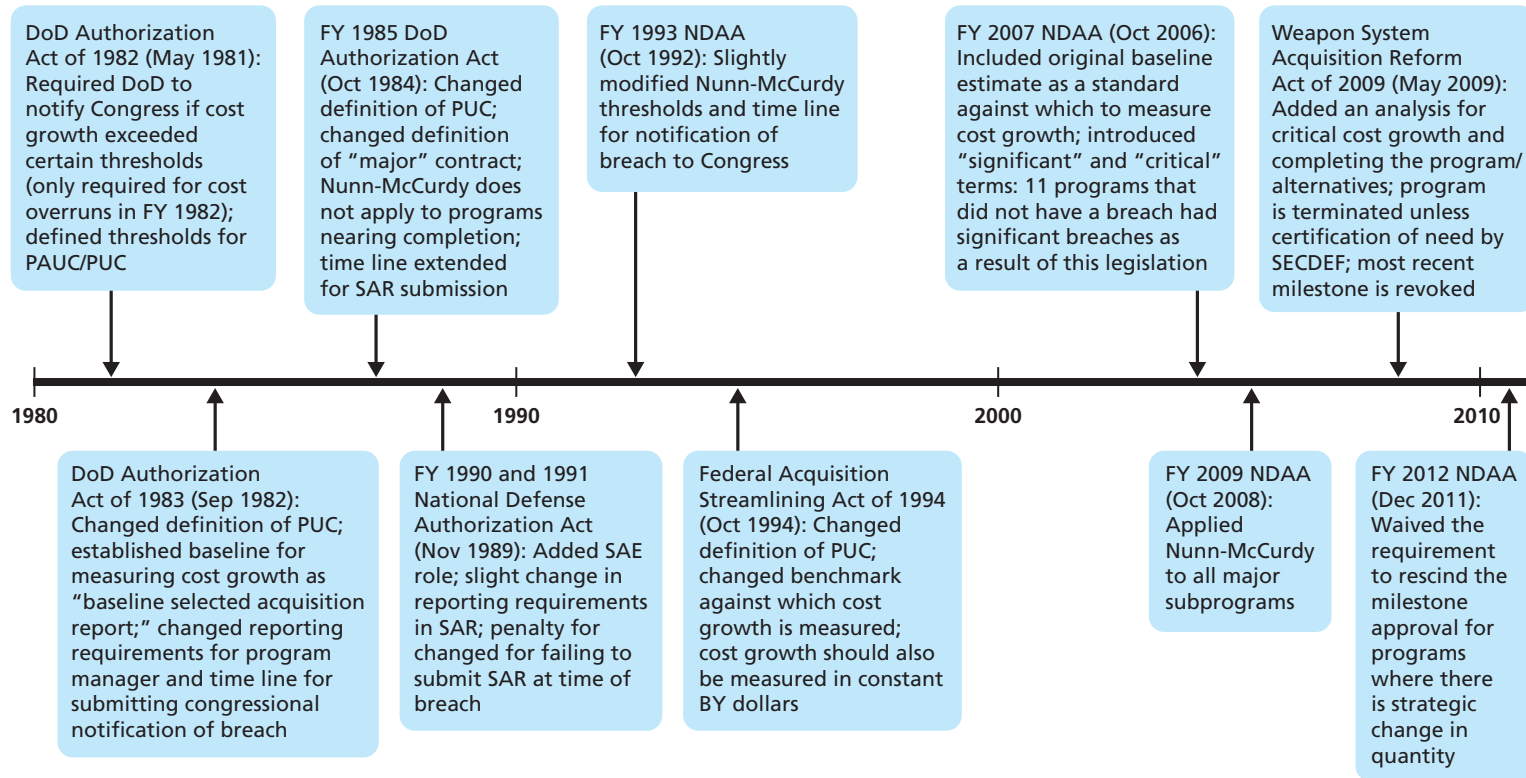 DoD Authorization
Act of 1982 (May 1981):
Required DoD to
notify Congress if cost
growth exceeded
certain thresholds
(only required for cost
overruns in FY 1982);
defined thresholds for
PAUC/PUC
FY 1985 DoD
Authorization Act
(Oct 1984): Changed
definition of PUC;
changed definition
of “major” contract;
Nunn-McCurdy does
not apply to programs
nearing completion;
time line extended
for SAR submission
FY 1993 NDAA
(Oct 1992): Slightly
modified Nunn-McCurdy
thresholds and time line
for notification of
breach to Congress
FY 2007 NDAA (Oct 2006):
Included original baseline
estimate as a standard
against which to measure
cost growth; introduced
“significant” and “critical”
terms: 11 programs that
did not have a breach had
significant breaches as
a result of this legislation
Weapon System
Acquisition Reform
Act of 2009 (May 2009):
Added an analysis for
critical cost growth and
completing the program/
alternatives; program
is terminated unless
certification of need by
SECDEF; most recent
milestone is revoked
1980
1990
2000
2010
DoD Authorization
Act of 1983 (Sep 1982):
Changed definition of PUC;
established baseline for
measuring cost growth as
“baseline selected acquisition
report;” changed reporting
requirements for program
manager and time line for
submitting congressional
notification of breach
FY 1990 and 1991
National Defense
Authorization Act
(Nov 1989): Added SAE
role; slight change in
reporting requirements
in SAR; penalty for
changed for failing to
submit SAR at time of
breach
Federal Acquisition
Streamlining Act of 1994
(Oct 1994): Changed
definition of PUC;
changed benchmark
against which cost
growth is measured;
cost growth should also
be measured in constant
BY dollars
FY 2009 NDAA
(Oct 2008):
Applied
Nunn-McCurdy
to all major
subprograms
FY 2012 NDAA
(Dec 2011):
Waived the
requirement
to rescind the
milestone
approval for
programs
where there
is strategic
change in
quantity